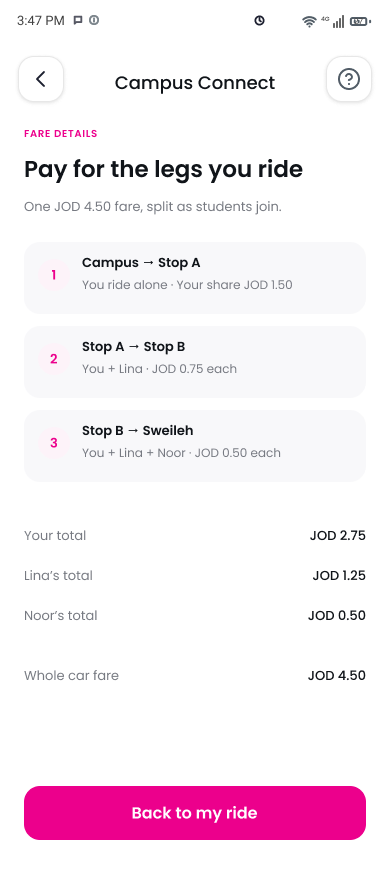 3:47 PM
4G
Campus Connect
FARE DETAILS
Pay for the legs you ride
One JOD 4.50 fare, split as students join.
1
Campus → Stop A
You ride alone · Your share JOD 1.50
2
Stop A → Stop B
You + Lina · JOD 0.75 each
3
Stop B → Sweileh
You + Lina + Noor · JOD 0.50 each
Your total JOD 2.75
Lina’s total JOD 1.25
Noor’s total JOD 0.50
Whole car fare JOD 4.50
Back to my ride